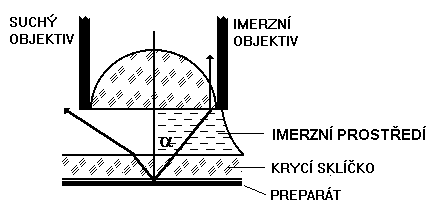 SUCHÝ
OBJEKTIV
IMERZNÍ
OBJEKTIV
α
IMERZNÍ PROSTŘEDÍ
KRYCÍ SKLÍČKO
PREPARÁT